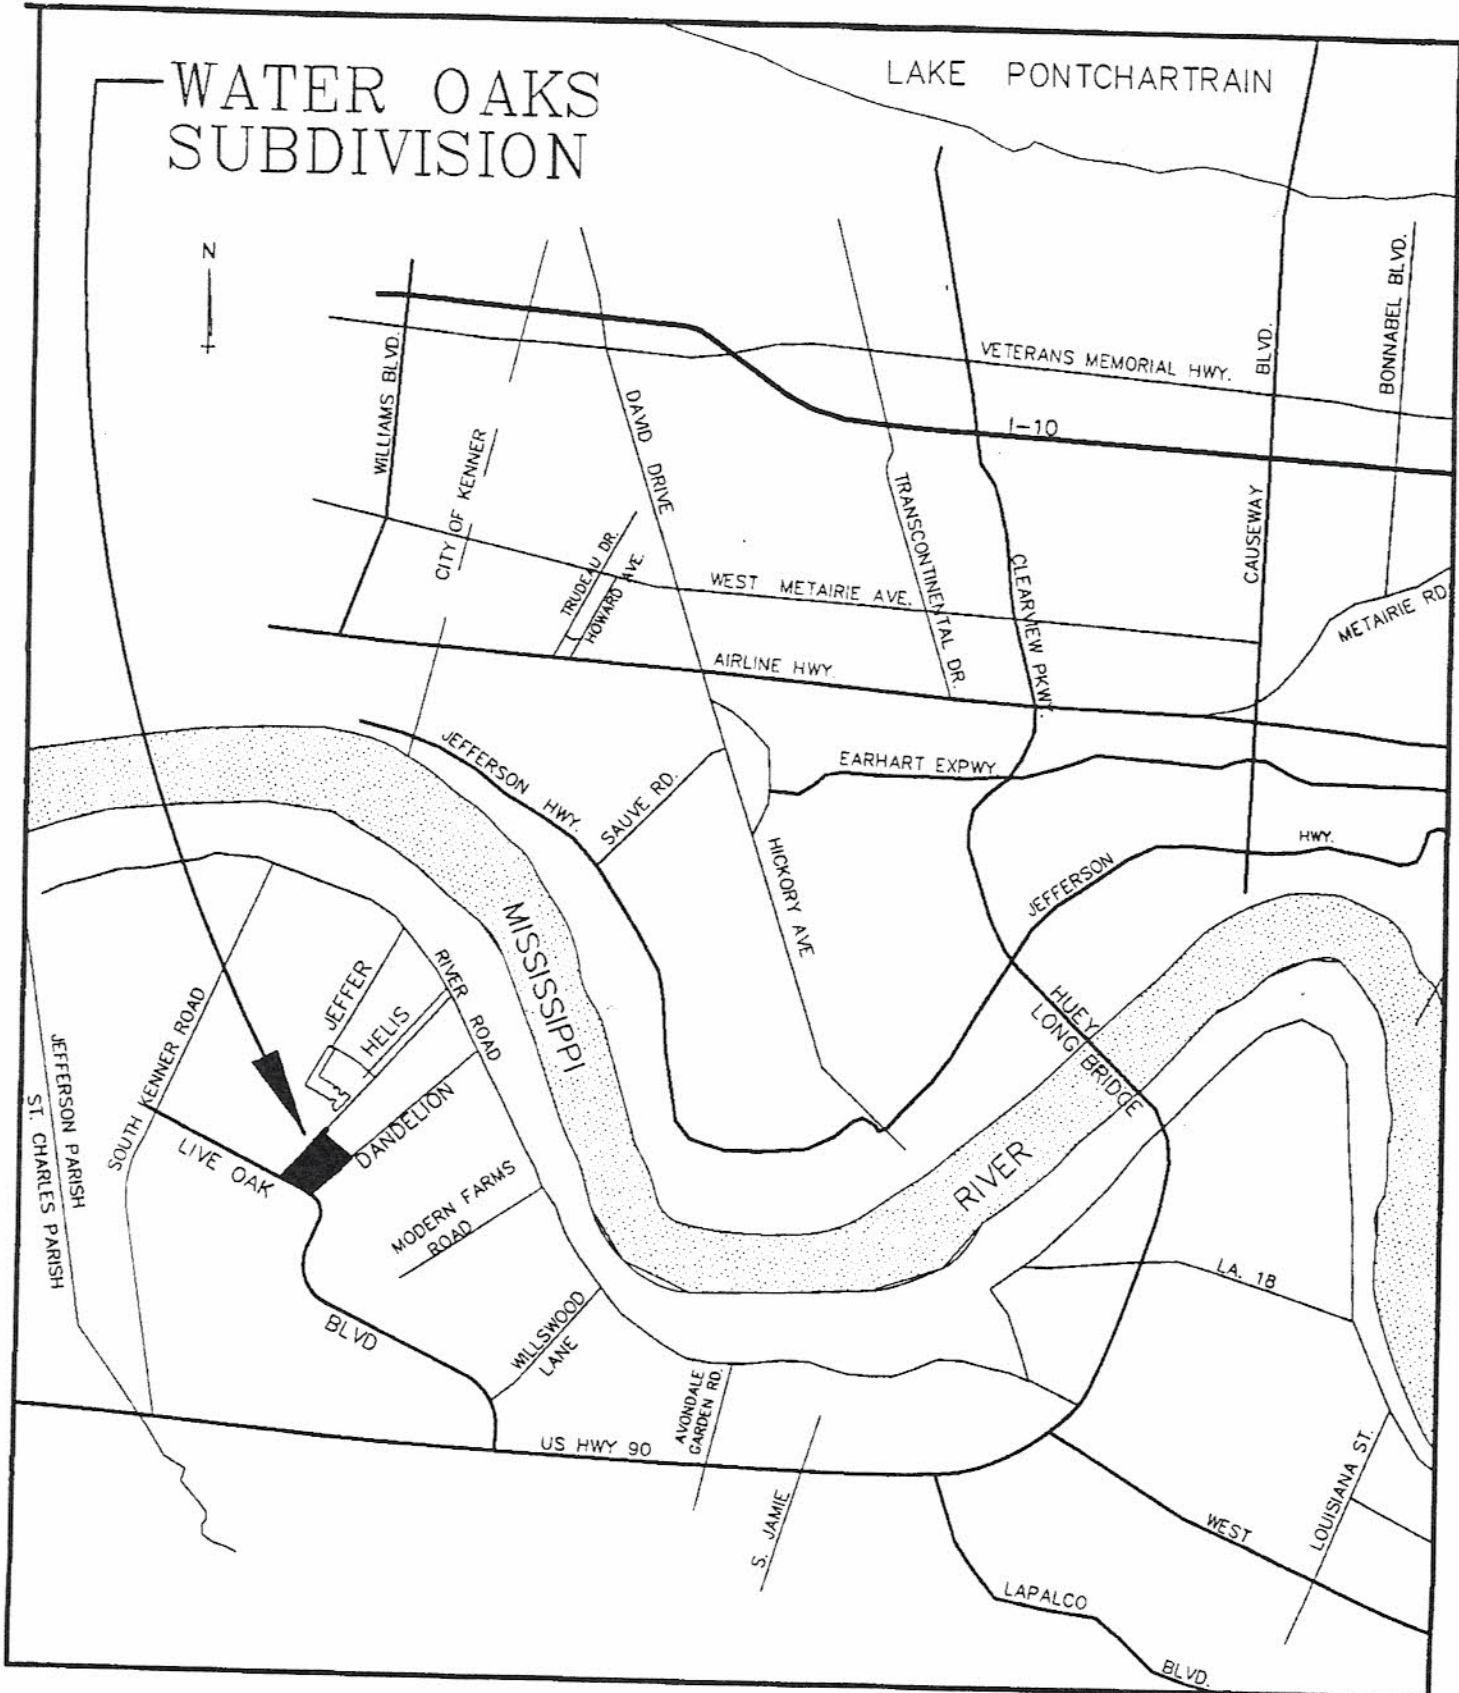 WATER OAKS
SUBDIVISION
LAKE PONTCHARTRAIN
N
WILLIAMS BLVD.
CITY OF KENNER
DAVID DRIVE
VETERANS MEMORIAL HWY.
I-10
CAUSEWAY BLVD.
BONNABEL BLVD.
TRUDEAU DR.
HOWARD AVE.
WEST METAIRIE AVE.
TRANSCONTINENTAL DR.
CLEARVIEW PKWY.
METAIRIE RD
AIRLINE HWY.
JEFFERSON HWY.
SAUVE RD.
EARHART EXPWY
HICKORY AVE
JEFFERSON HWY.
MISSISSIPPI
RIVER
HUEY
LONG BRIDGE
RIVER ROAD
JEFFER
HELIS
SOUTH KENNER ROAD
DANDELION
LIVE OAK
BLVD
JEFFERSON PARISH
ST. CHARLES PARISH
MODERN FARMS
ROAD
WILLSWOOD
LANE
LA. 18
AVONDALE
GARDEN RD.
US HWY 90
S. JAMIE
WEST
LOUISIANA ST.
LAPALCO
BLVD.